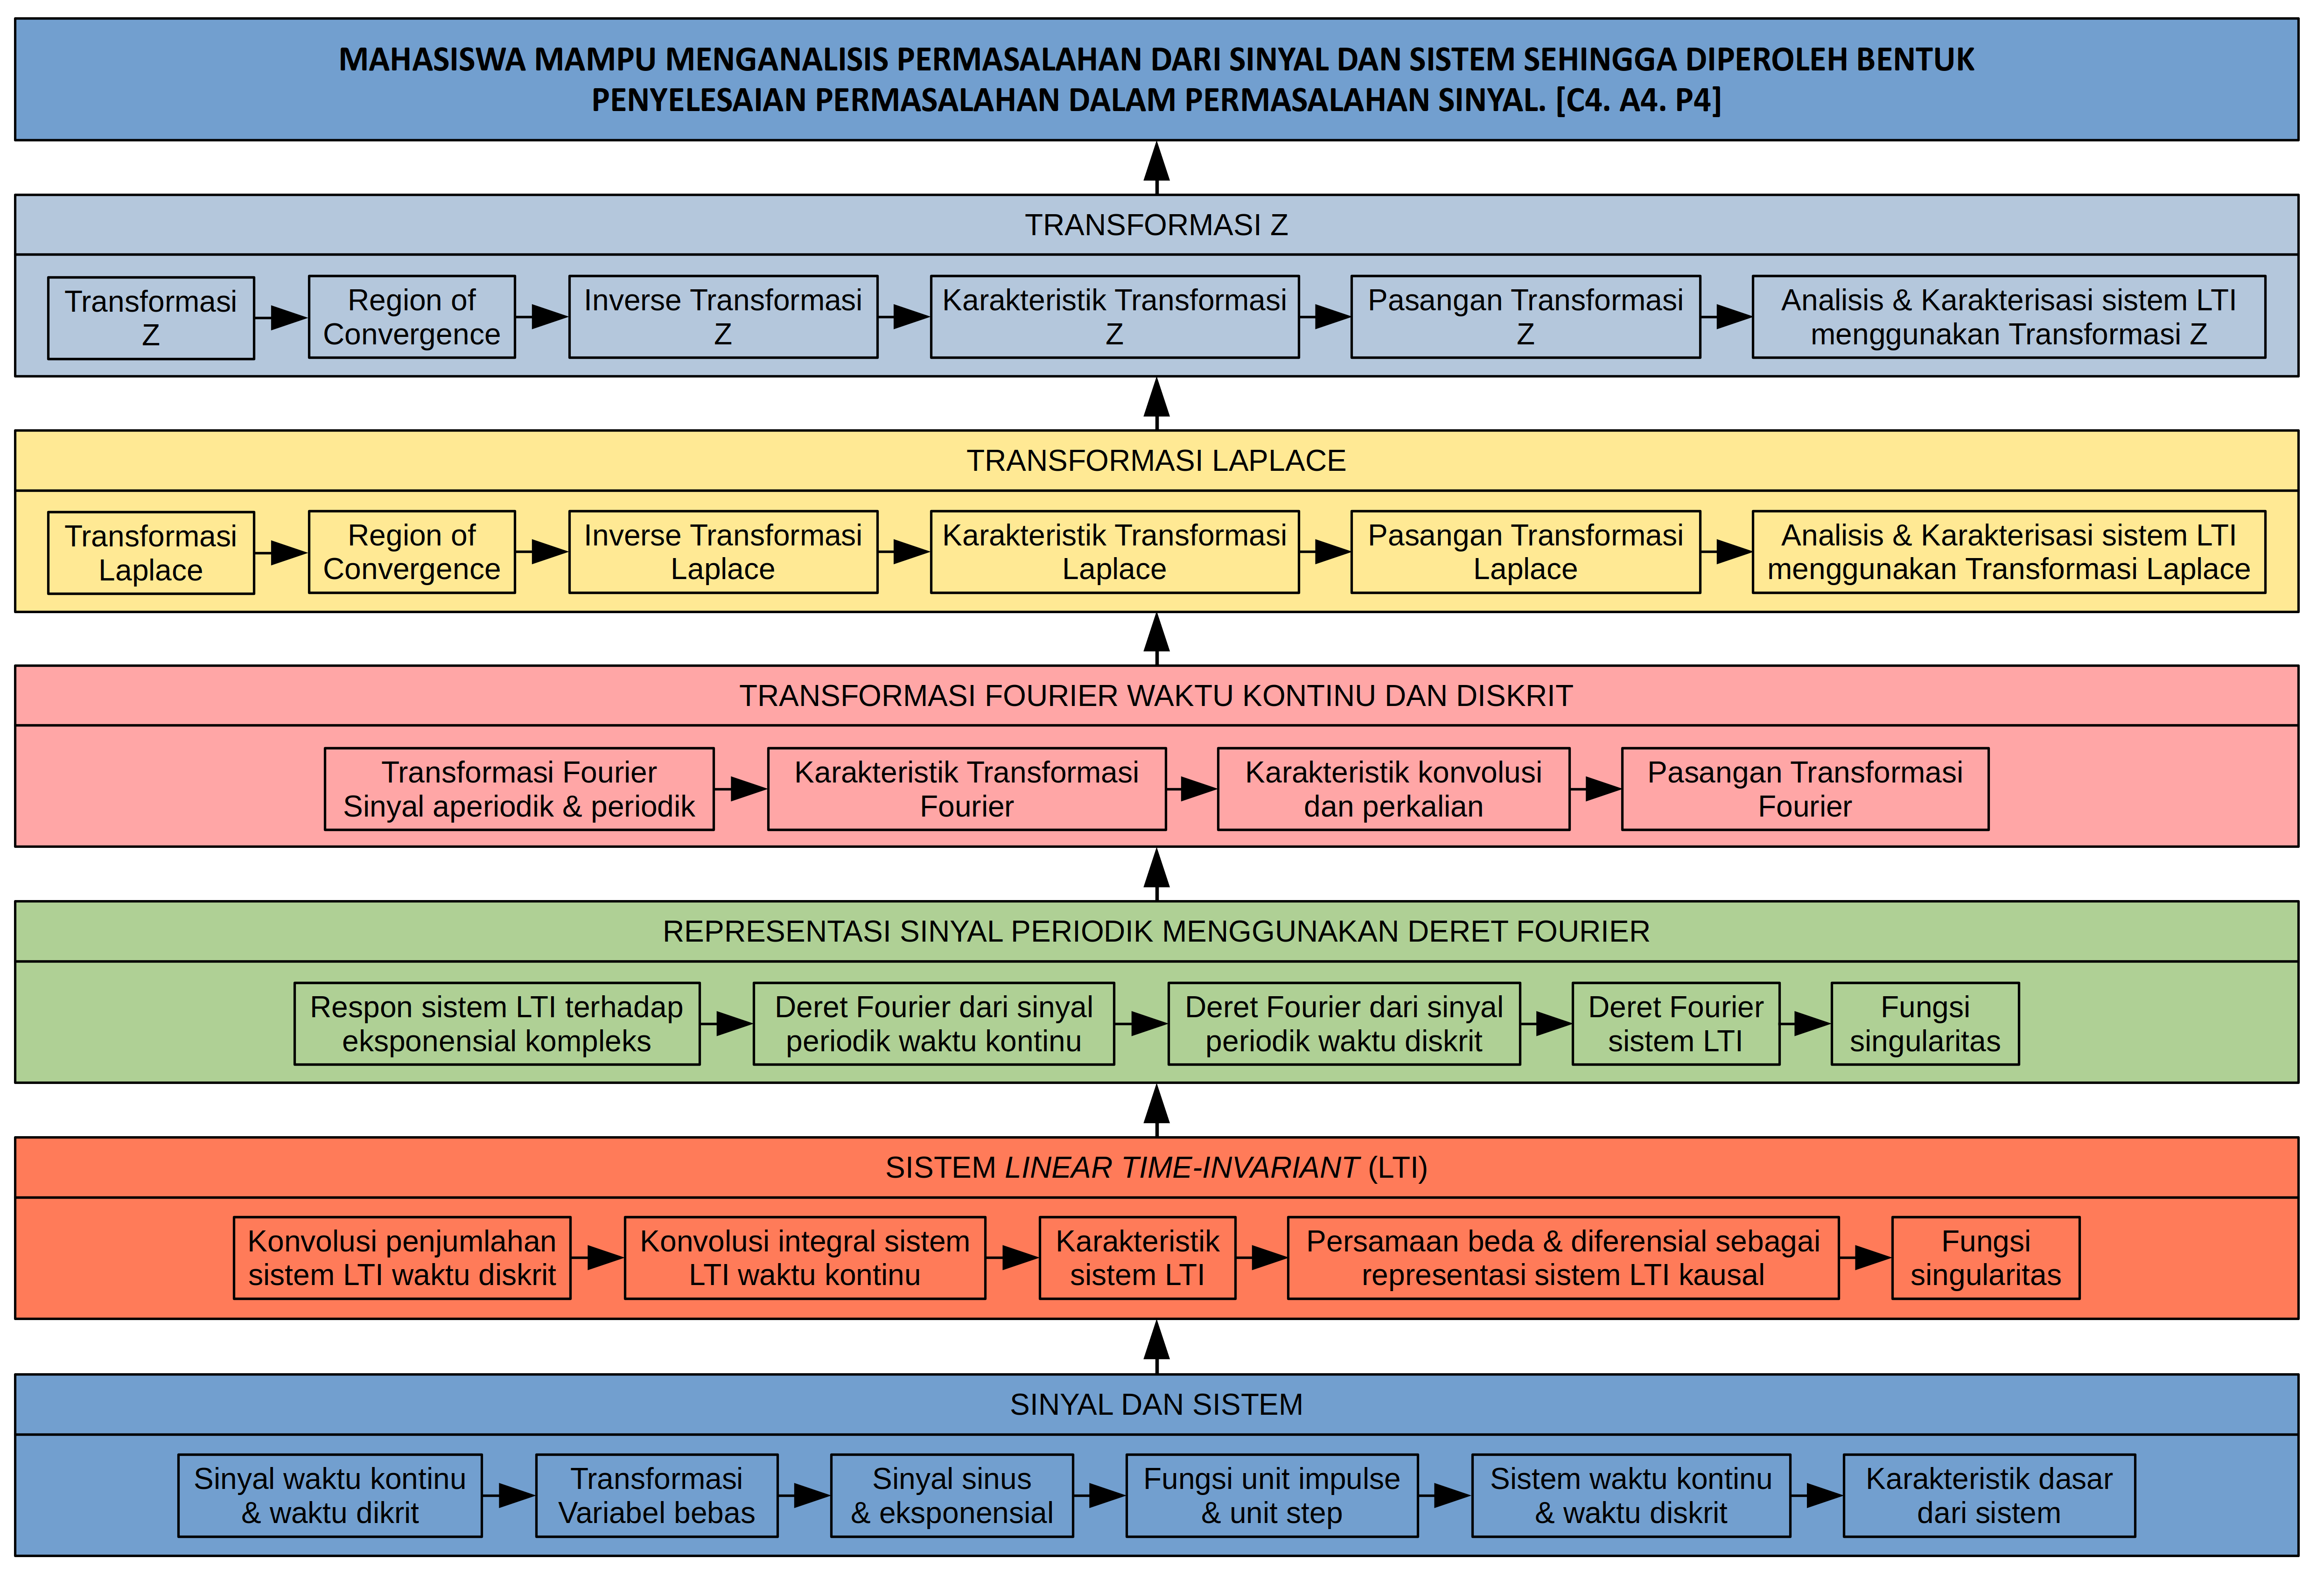 MAHASISWA MAMPU MENGANALISIS PERMASALAHAN DARI SINYAL DAN SISTEM SEHINGGA DIPEROLEH BENTUK
PENYELESAIAN PERMASALAHAN DALAM PERMASALAHAN SINYAL. [C4. A4. P4]
TRANSFORMASI Z
Transformasi
Z
Region of
Convergence
Inverse Transformasi
Z
Karakteristik Transformasi
Z
Pasangan Transformasi
Z
Analisis & Karakterisasi sistem LTI
menggunakan Transformasi Z
TRANSFORMASI LAPLACE
Transformasi
Laplace
Region of
Convergence
Inverse Transformasi
Laplace
Karakteristik Transformasi
Laplace
Pasangan Transformasi
Laplace
Analisis & Karakterisasi sistem LTI
menggunakan Transformasi Laplace
TRANSFORMASI FOURIER WAKTU KONTINU DAN DISKRIT
Transformasi Fourier
Sinyal aperiodik & periodik
Karakteristik Transformasi
Fourier
Karakteristik konvolusi
dan perkalian
Pasangan Transformasi
Fourier
REPRESENTASI SINYAL PERIODIK MENGGUNAKAN DERET FOURIER
Respon sistem LTI terhadap
eksponensial kompleks
Deret Fourier dari sinyal
periodik waktu kontinu
Deret Fourier dari sinyal
periodik waktu diskrit
Deret Fourier
sistem LTI
Fungsi
singularitas
SISTEM LINEAR TIME-INVARIANT (LTI)
Konvolusi penjumlahan
sistem LTI waktu diskrit
Konvolusi integral sistem
LTI waktu kontinu
Karakteristik
sistem LTI
Persamaan beda & diferensial sebagai
representasi sistem LTI kausal
Fungsi
singularitas
SINYAL DAN SISTEM
Sinyal waktu kontinu
& waktu dikrit
Transformasi
Variabel bebas
Sinyal sinus
& eksponensial
Fungsi unit impulse
& unit step
Sistem waktu kontinu
& waktu diskrit
Karakteristik dasar
dari sistem